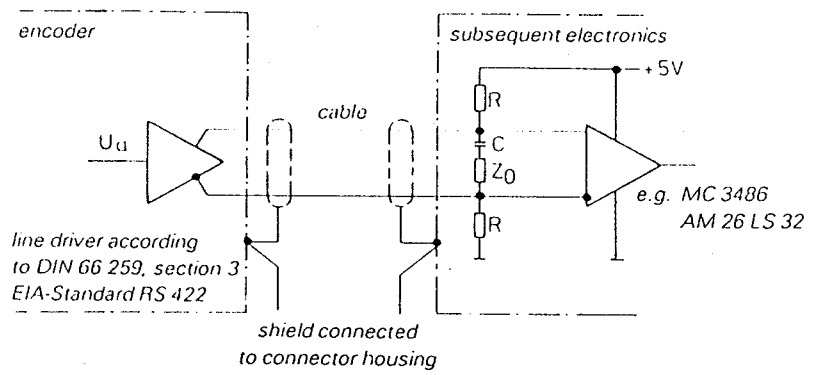 encoder
subsequent electronics
+5V
R
cable
Ua
C
Z0
R
e.g. MC 3486
AM 26 LS 32
line driver according
to DIN 66 259, section 3
EIA-Standard RS 422
shield connected
to connector housing